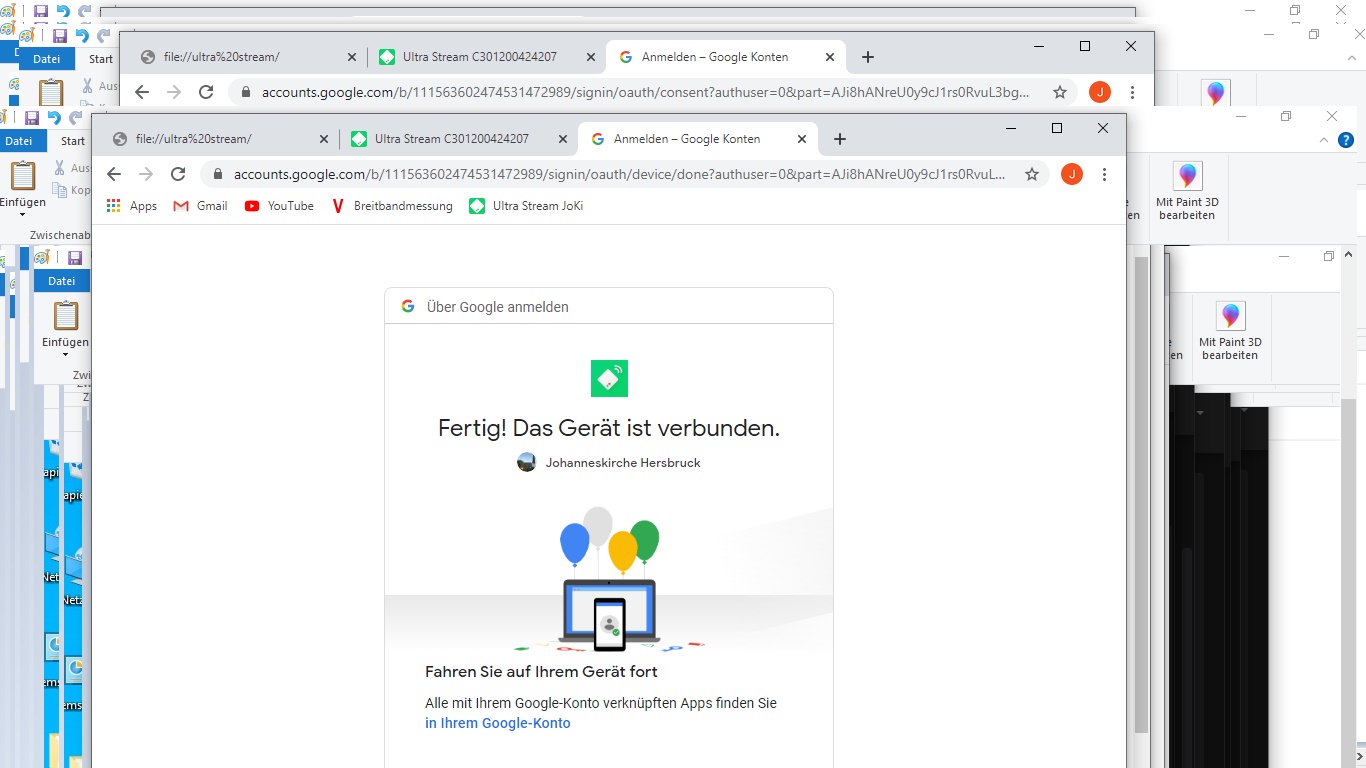 Datei
Start
file://ultra%20stream/
Ultra Stream C301200424207
Anmelden – Google Konten
Aus
accounts.google.com/b/111563602474531472989/signin/oauth/consent?authuser=0&part=AJi8hANreU0y9cJ1rs0RvuL3bg...
J
Datei
Start
file://ultra%20stream/
Ultra Stream C301200424207
Anmelden – Google Konten
Aus
Kop
Einfügen
Zwischenab
accounts.google.com/b/111563602474531472989/signin/oauth/device/done?authuser=0&part=AJi8hANreU0y9cJ1rs0RvuL...
J
Apps
Gmail
YouTube
Breitbandmessung
Ultra Stream JoKi
Mit Paint 3D
bearbeiten
en
Datei
Einfügen
Zwi
Mit Paint 3D
bearbeiten
en
Über Google anmelden
Fertig! Das Gerät ist verbunden.
Johanneskirche Hersbruck
Fahren Sie auf Ihrem Gerät fort
Alle mit Ihrem Google-Konto verknüpften Apps finden Sie
in Ihrem Google-Konto
apie
Net
Netz